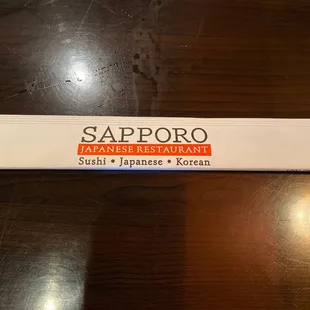 SAPPORO
JAPANESE RESTAURANT
Sushi • Japanese • Korean